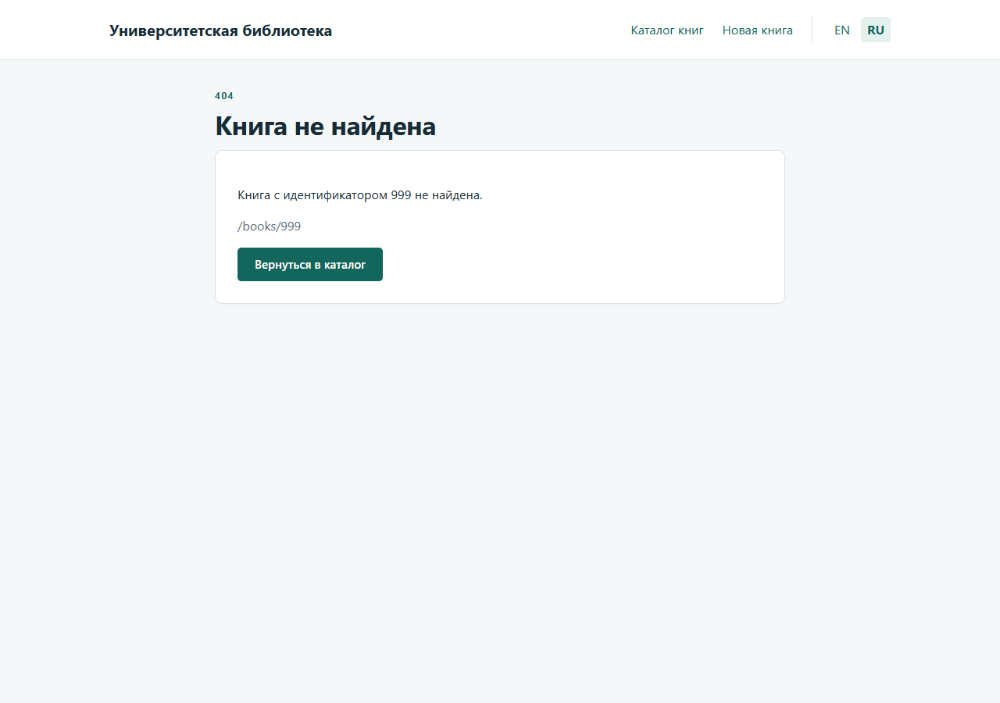 Университетская библиотека
Каталог книг
Новая книга
EN
RU
404
Книга не найдена
Книга с идентификатором 999 не найдена.
/books/999
Вернуться в каталог